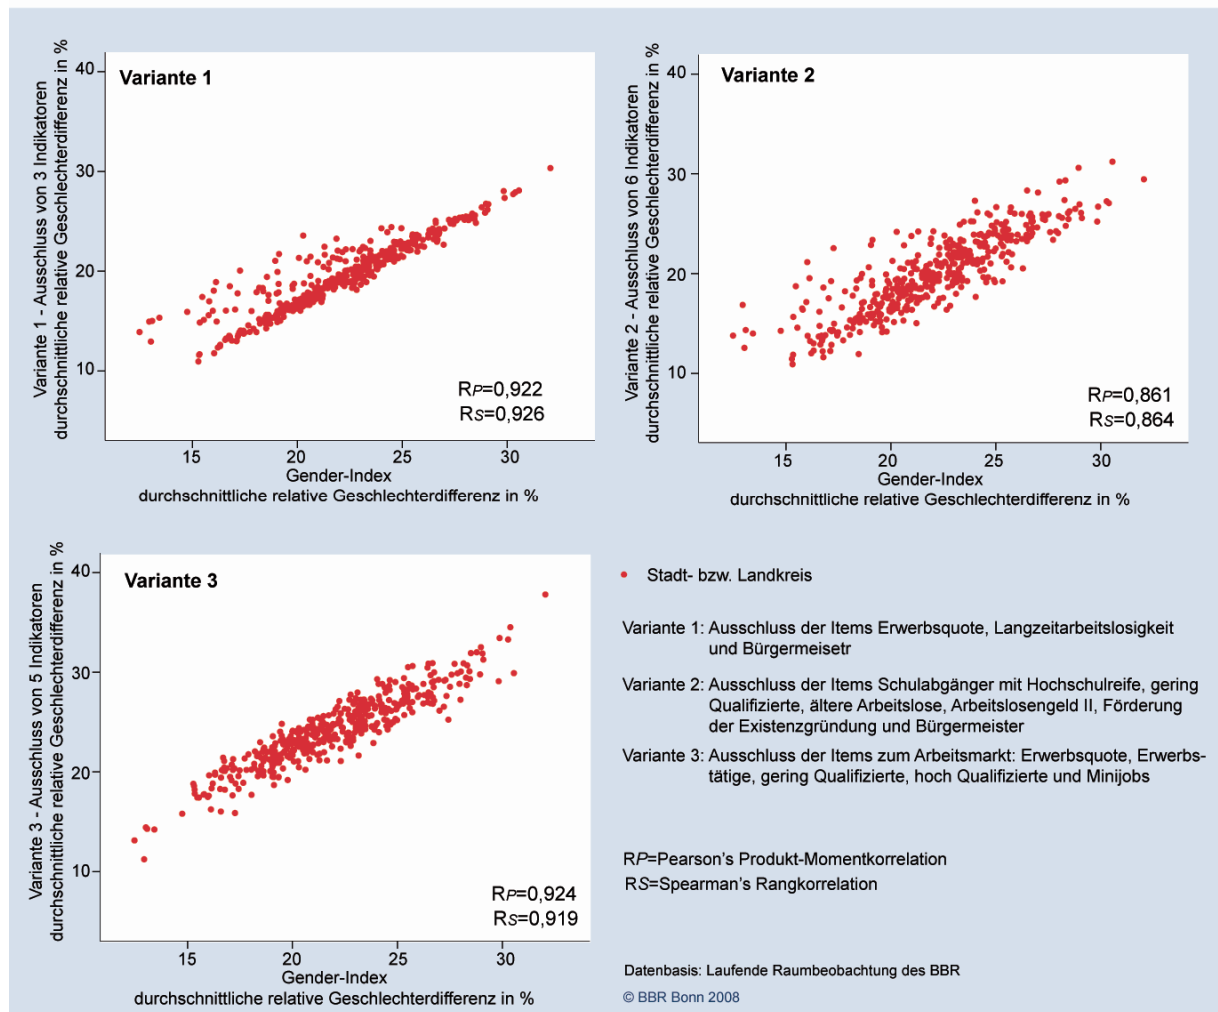 Variante 1 - Ausschluss von 3 Indikatoren
durchschnittliche relative Geschlechterdifferenz in %
Variante 1
40
30
20
10
RP=0,922
RS=0,926
15
20
25
30
Gender-Index
durchschnittliche relative Geschlechterdifferenz in %
Variante 2 - Ausschluss von 6 Indikatoren
durchschnittliche relative Geschlechterdifferenz in %
Variante 2
40
30
20
10
RP=0,861
RS=0,864
15
20
25
30
Gender-Index
durchschnittliche relative Geschlechterdifferenz in %
Variante 3 - Ausschluss von 5 Indikatoren
durchschnittliche relative Geschlechterdifferenz in %
Variante 3
40
30
20
10
RP=0,924
RS=0,919
15
20
25
30
Gender-Index
durchschnittliche relative Geschlechterdifferenz in %
Stadt- bzw. Landkreis
Variante 1: Ausschluss der Items Erwerbsquote, Langzeitarbeitslosigkeit
und Bürgermeisetr
Variante 2: Ausschluss der Items Schulabgänger mit Hochschulreife, gering
Qualifizierte, ältere Arbeitslose, Arbeitslosengeld II, Förderung
der Existenzgründung und Bürgermeister
Variante 3: Ausschluss der Items zum Arbeitsmarkt: Erwerbsquote, Erwerbs-
tätige, gering Qualifizierte, hoch Qualifizierte und Minijobs
RP=Pearson's Produkt-Momentkorrelation
RS=Spearman's Rangkorrelation
Datenbasis: Laufende Raumbeobachtung des BBR
© BBR Bonn 2008